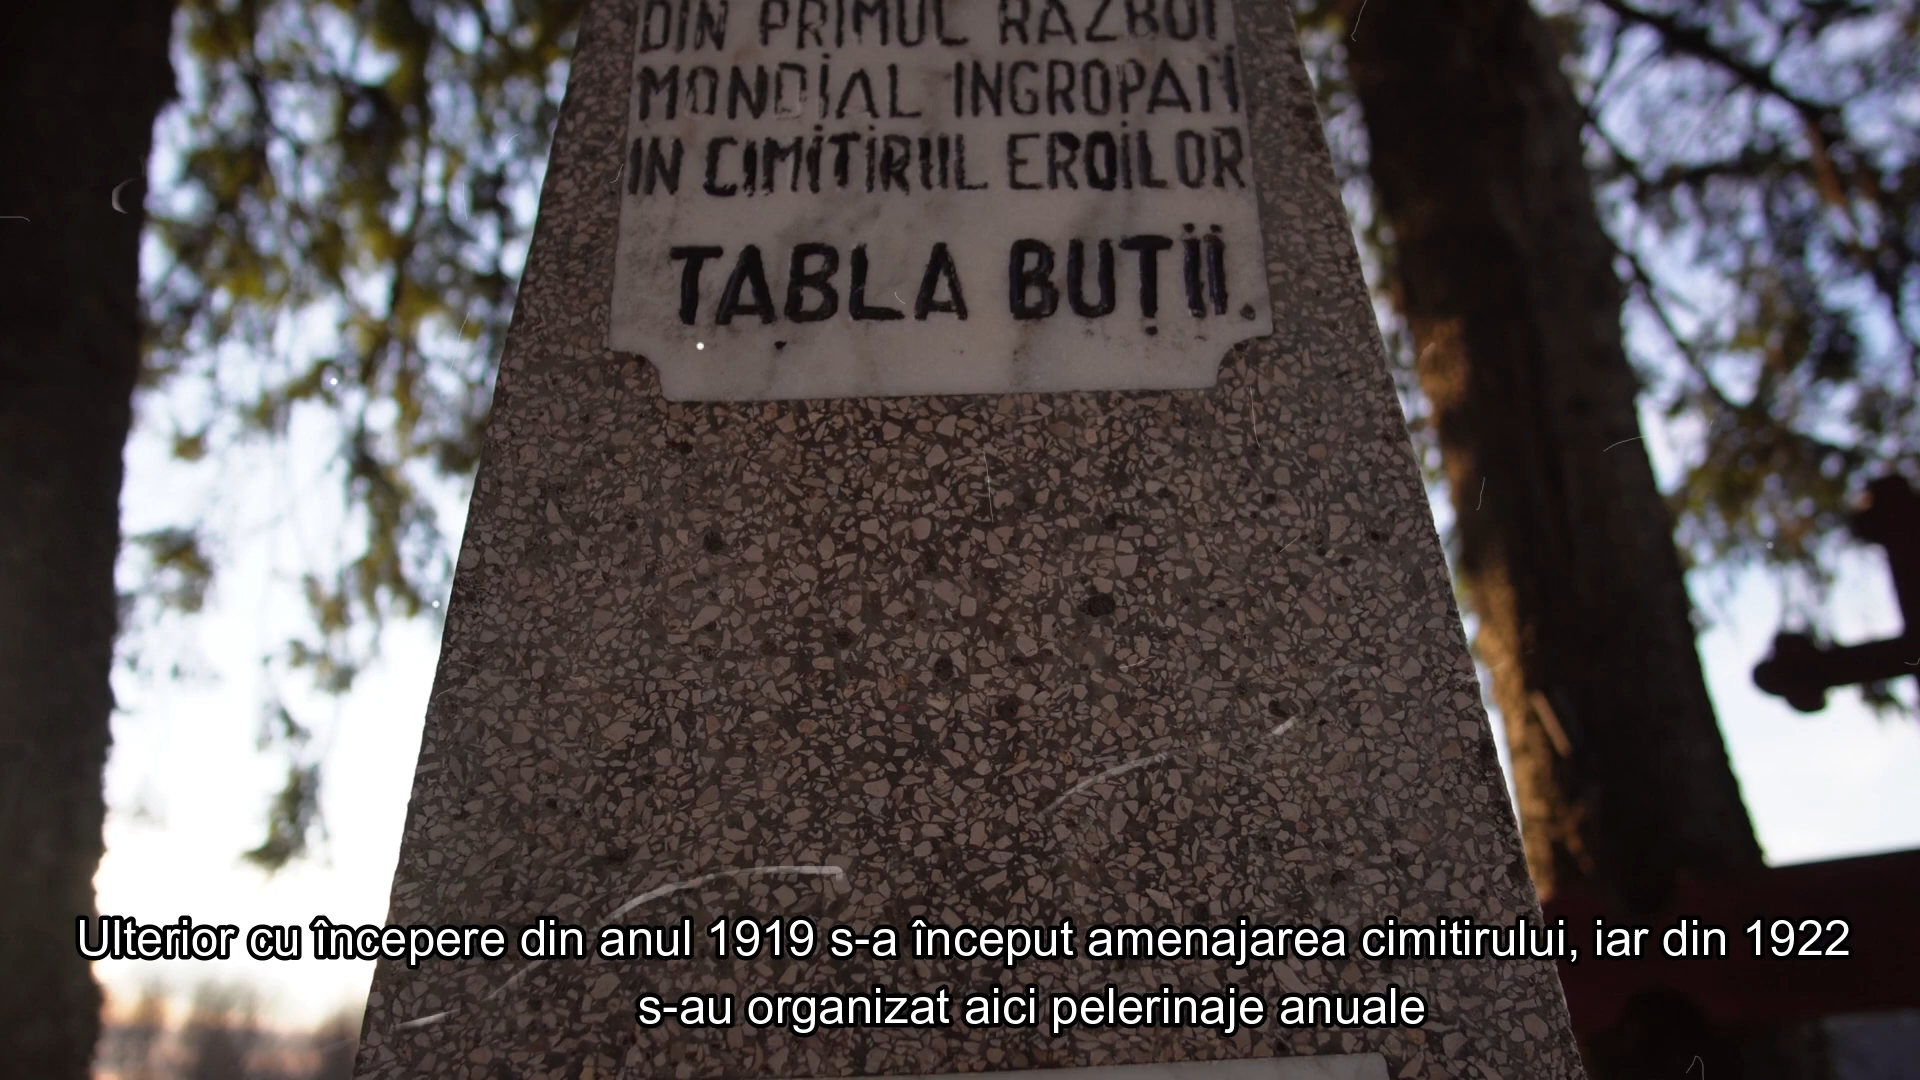 DIN PRIMUL RAZBOI
MONDIAL INGROPATI
IN CIMITIRUL EROILOR
TABLA BUȚII.
Ulterior cu începere din anul 1919 s-a început amenajarea cimitirului, iar din 1922
s-au organizat aici pelerinaje anuale